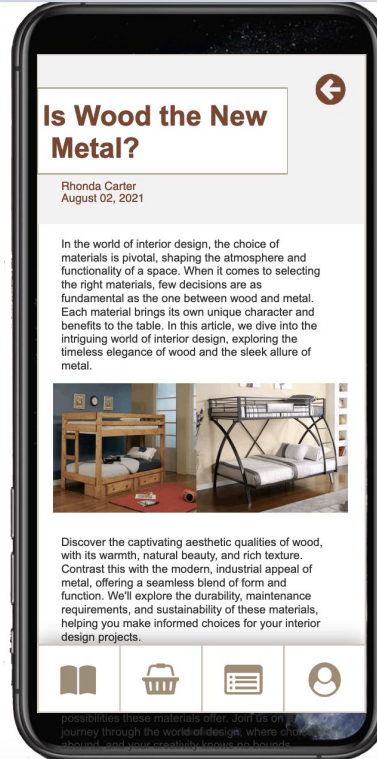 Is Wood the New
Metal?
Rhonda Carter
August 02, 2021
In the world of interior design, the choice of
materials is pivotal, shaping the atmosphere and
functionality of a space. When it comes to selecting
the right materials, few decisions are as
fundamental as the one between wood and metal.
Each material brings its own unique character and
benefits to the table. In this article, we dive into the
intriguing world of interior design, exploring the
timeless elegance of wood and the sleek allure of
metal.
Discover the captivating aesthetic qualities of wood,
with its warmth, natural beauty, and rich texture.
Contrast this with the modern, industrial appeal of
metal, offering a seamless blend of form and
function. We'll explore the durability, maintenance
requirements, and sustainability of these materials,
helping you make informed choices for your interior
design projects.
possibilities these materials offer. Join us on
journey through the world of design, where
abound, and your creativity knows no bounds.